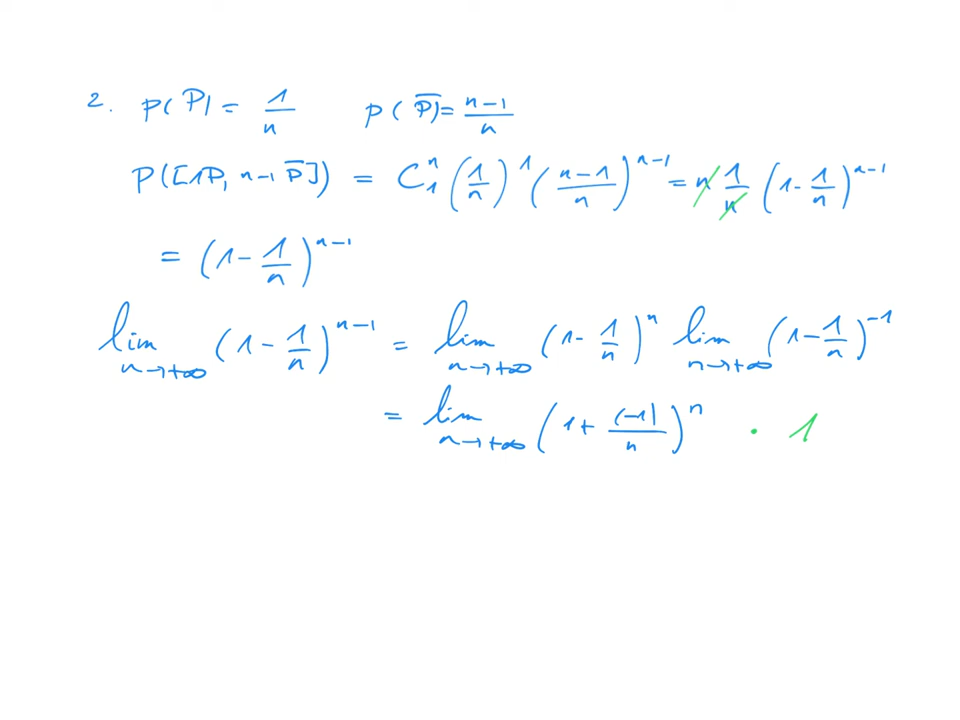 2. P(P) = 1/n P(P̅) = n-1/n
P([1P, n-1 P̅]) = C₁ⁿ (1/n)¹ (n-1/n)ⁿ⁻¹ = n 1/n (1 - 1/n)ⁿ⁻¹
= (1 - 1/n)ⁿ⁻¹
lim n→+∞ (1 - 1/n)ⁿ⁻¹ = lim n→+∞ (1 - 1/n)ⁿ lim n→+∞ (1 - 1/n)⁻¹
= lim n→+∞ (1 + (-1)/n)ⁿ · 1